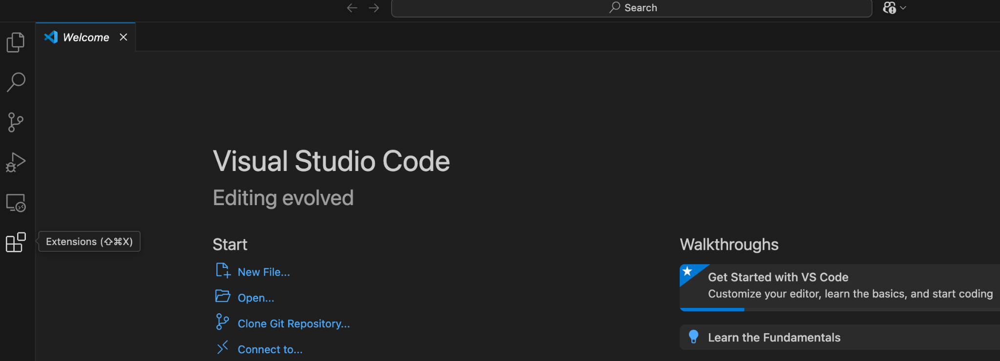 Search
Welcome
Visual Studio Code
Editing evolved
Extensions (⇧⌘X)
Start
New File...
Open...
Clone Git Repository...
Connect to...
Walkthroughs
Get Started with VS Code
Customize your editor, learn the basics, and start coding
Learn the Fundamentals